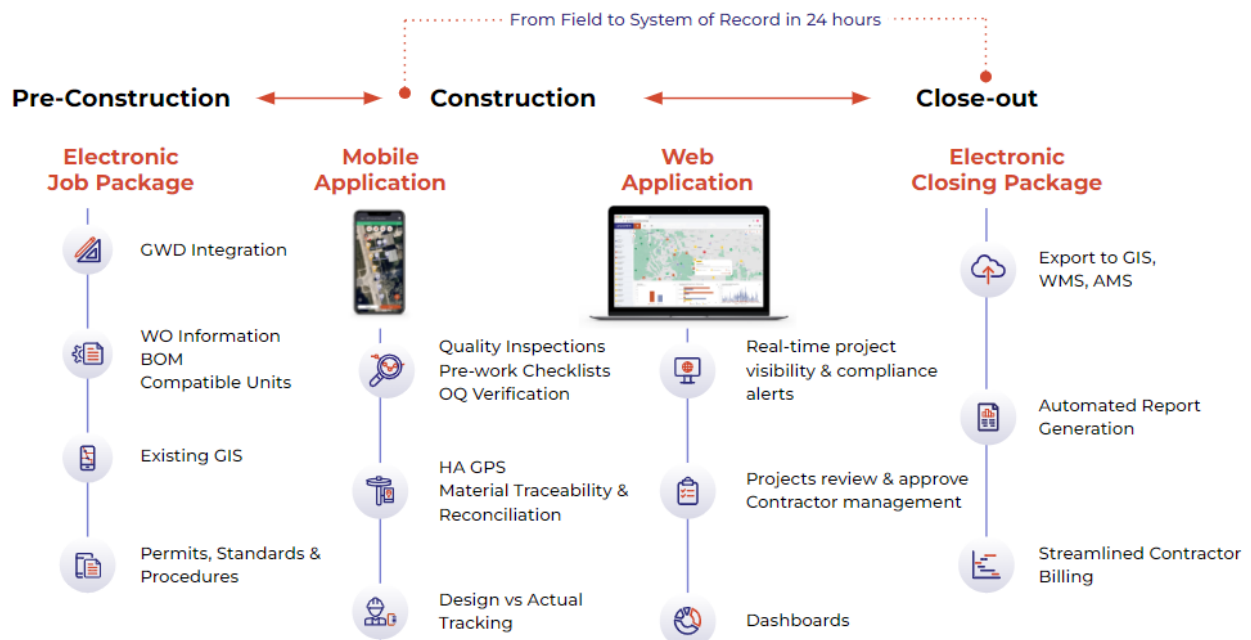 From Field to System of Record in 24 hours
Pre-Construction
Construction
Close-out
Electronic
Job Package
Mobile
Application
Web
Application
Electronic
Closing Package
GWD Integration
WO Information
BOM
Compatible Units
Existing GIS
Permits, Standards &
Procedures
Quality Inspections
Pre-work Checklists
OQ Verification
HA GPS
Material Traceability &
Reconciliation
Design vs Actual
Tracking
Real-time project
visibility & compliance
alerts
Projects review & approve
Contractor management
Dashboards
Export to GIS,
WMS, AMS
Automated Report
Generation
Streamlined Contractor
Billing